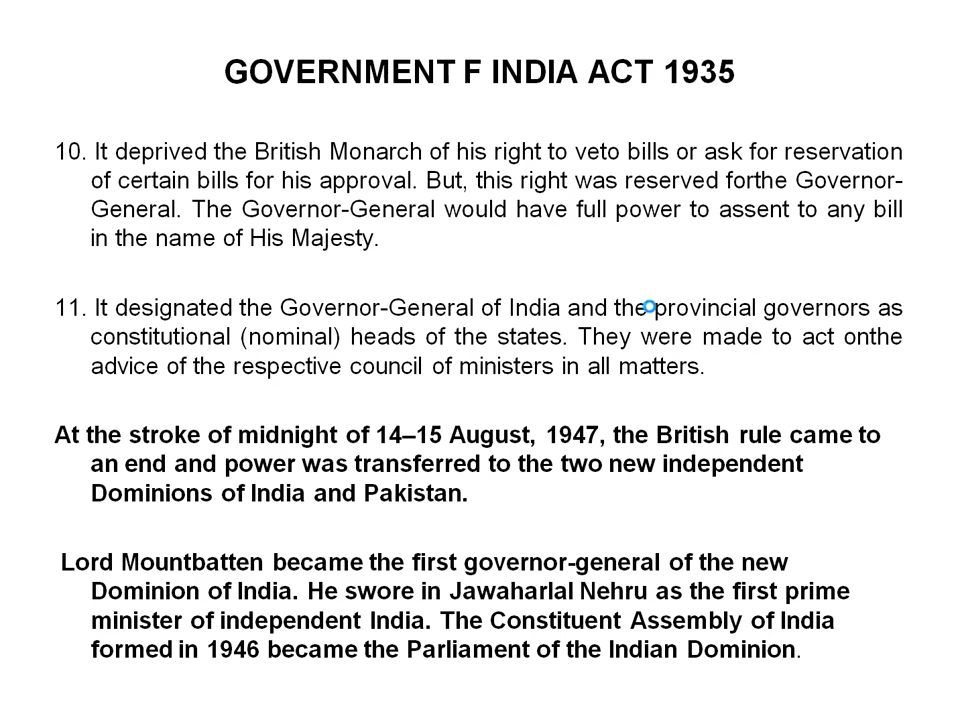 GOVERNMENT F INDIA ACT 1935
10. It deprived the British Monarch of his right to veto bills or ask for reservation
of certain bills for his approval. But, this right was reserved forthe Governor-
General. The Governor-General would have full power to assent to any bill
in the name of His Majesty.
11. It designated the Governor-General of India and the provincial governors as
constitutional (nominal) heads of the states. They were made to act onthe
advice of the respective council of ministers in all matters.
At the stroke of midnight of 14–15 August, 1947, the British rule came to
an end and power was transferred to the two new independent
Dominions of India and Pakistan.
Lord Mountbatten became the first governor-general of the new
Dominion of India. He swore in Jawaharlal Nehru as the first prime
minister of independent India. The Constituent Assembly of India
formed in 1946 became the Parliament of the Indian Dominion.